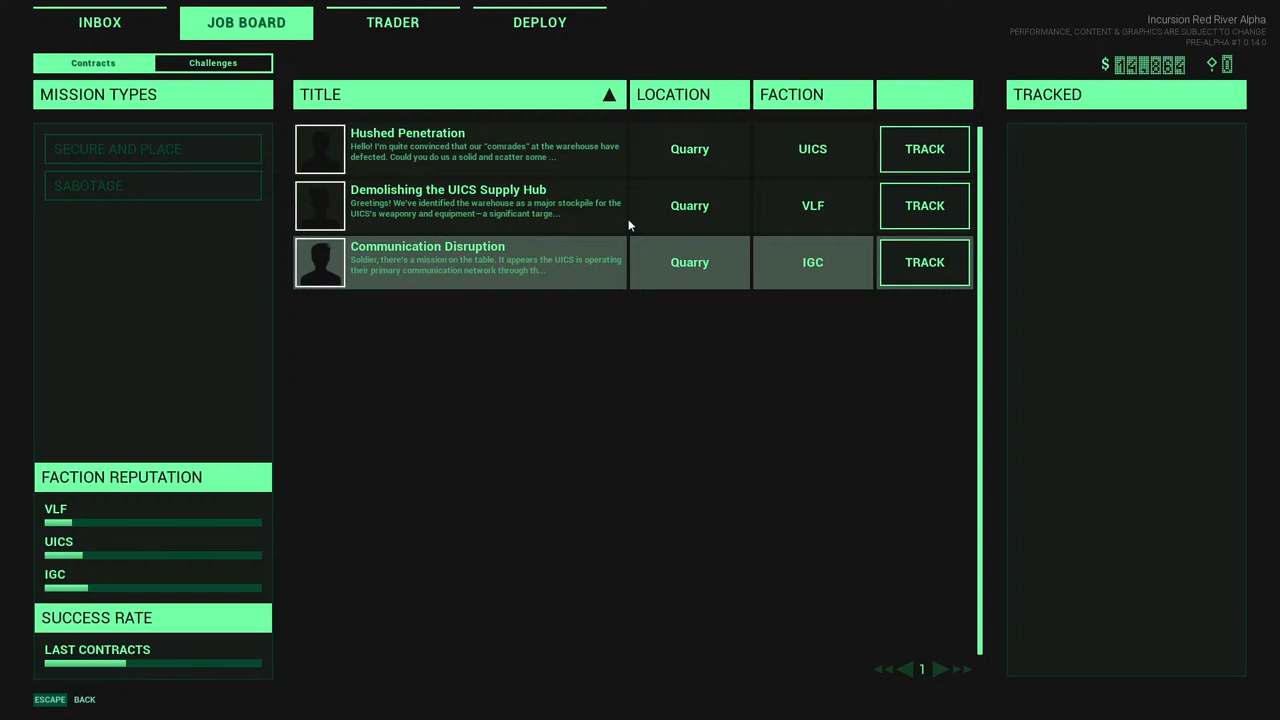 INBOX
JOB BOARD
TRADER
DEPLOY
Incursion Red River Alpha
PERFORMANCE, CONTENT & GRAPHICS ARE SUBJECT TO CHANGE
PRE-ALPHA #1.0.14.0
Contracts
Challenges
$
MISSION TYPES
TITLE
LOCATION
FACTION
TRACKED
SECURE AND PLACE
SABOTAGE
Hushed Penetration
Hello! I'm quite convinced that our "comrades" at the warehouse have
defected. Could you do us a solid and scatter some ...
Quarry
UICS
TRACK
Demolishing the UICS Supply Hub
Greetings! We've identified the warehouse as a major stockpile for the
UICS's weaponry and equipment—a significant targe...
Quarry
VLF
TRACK
Communication Disruption
Soldier, there's a mission on the table. It appears the UICS is operating
their primary communication network through th...
Quarry
IGC
TRACK
FACTION REPUTATION
VLF
UICS
IGC
SUCCESS RATE
LAST CONTRACTS
1
ESCAPE BACK